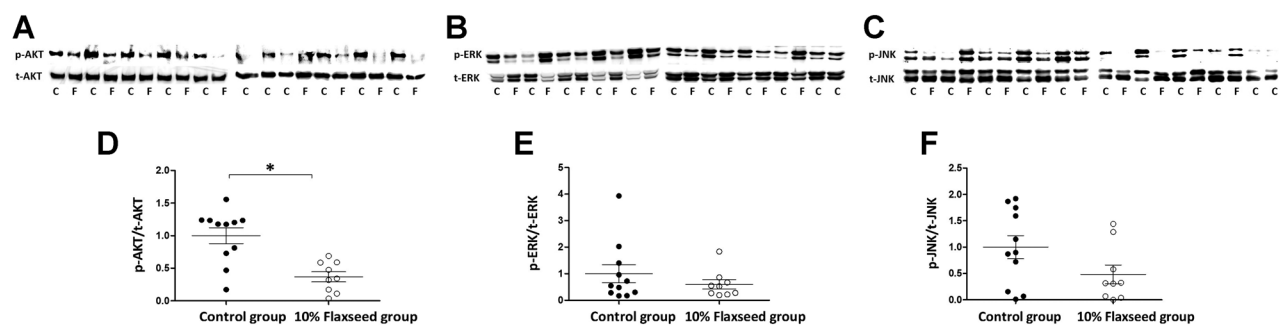 A
p-AKT
t-AKT
C F C F C F C F C F C C C F C F C F C F
B
p-ERK
t-ERK
C F C F C F C F C F C F C F C F C F C C
C
p-JNK
t-JNK
C F C F C F C F C F C F C F C F C F C C
D
*
p-AKT/t-AKT
2.0
1.5
1.0
0.5
0.0
Control group 10% Flaxseed group
E
p-ERK/t-ERK
5
4
3
2
1
0
Control group 10% Flaxseed group
F
p-JNK/t-JNK
2.5
2.0
1.5
1.0
0.5
0.0
Control group 10% Flaxseed group